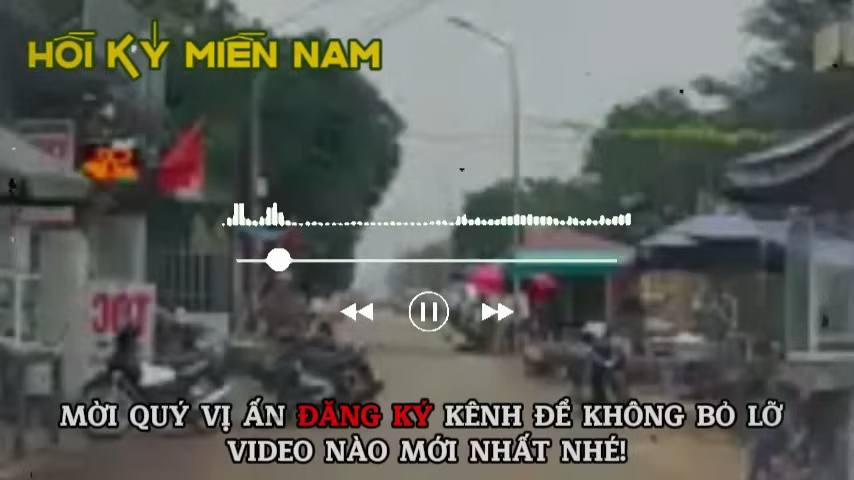 HỒI KÝ MIỀN NAM
MỜI QUÝ VỊ ẤN ĐĂNG KÝ KÊNH ĐỂ KHÔNG BỎ LỠ
VIDEO NÀO MỚI NHẤT NHÉ!